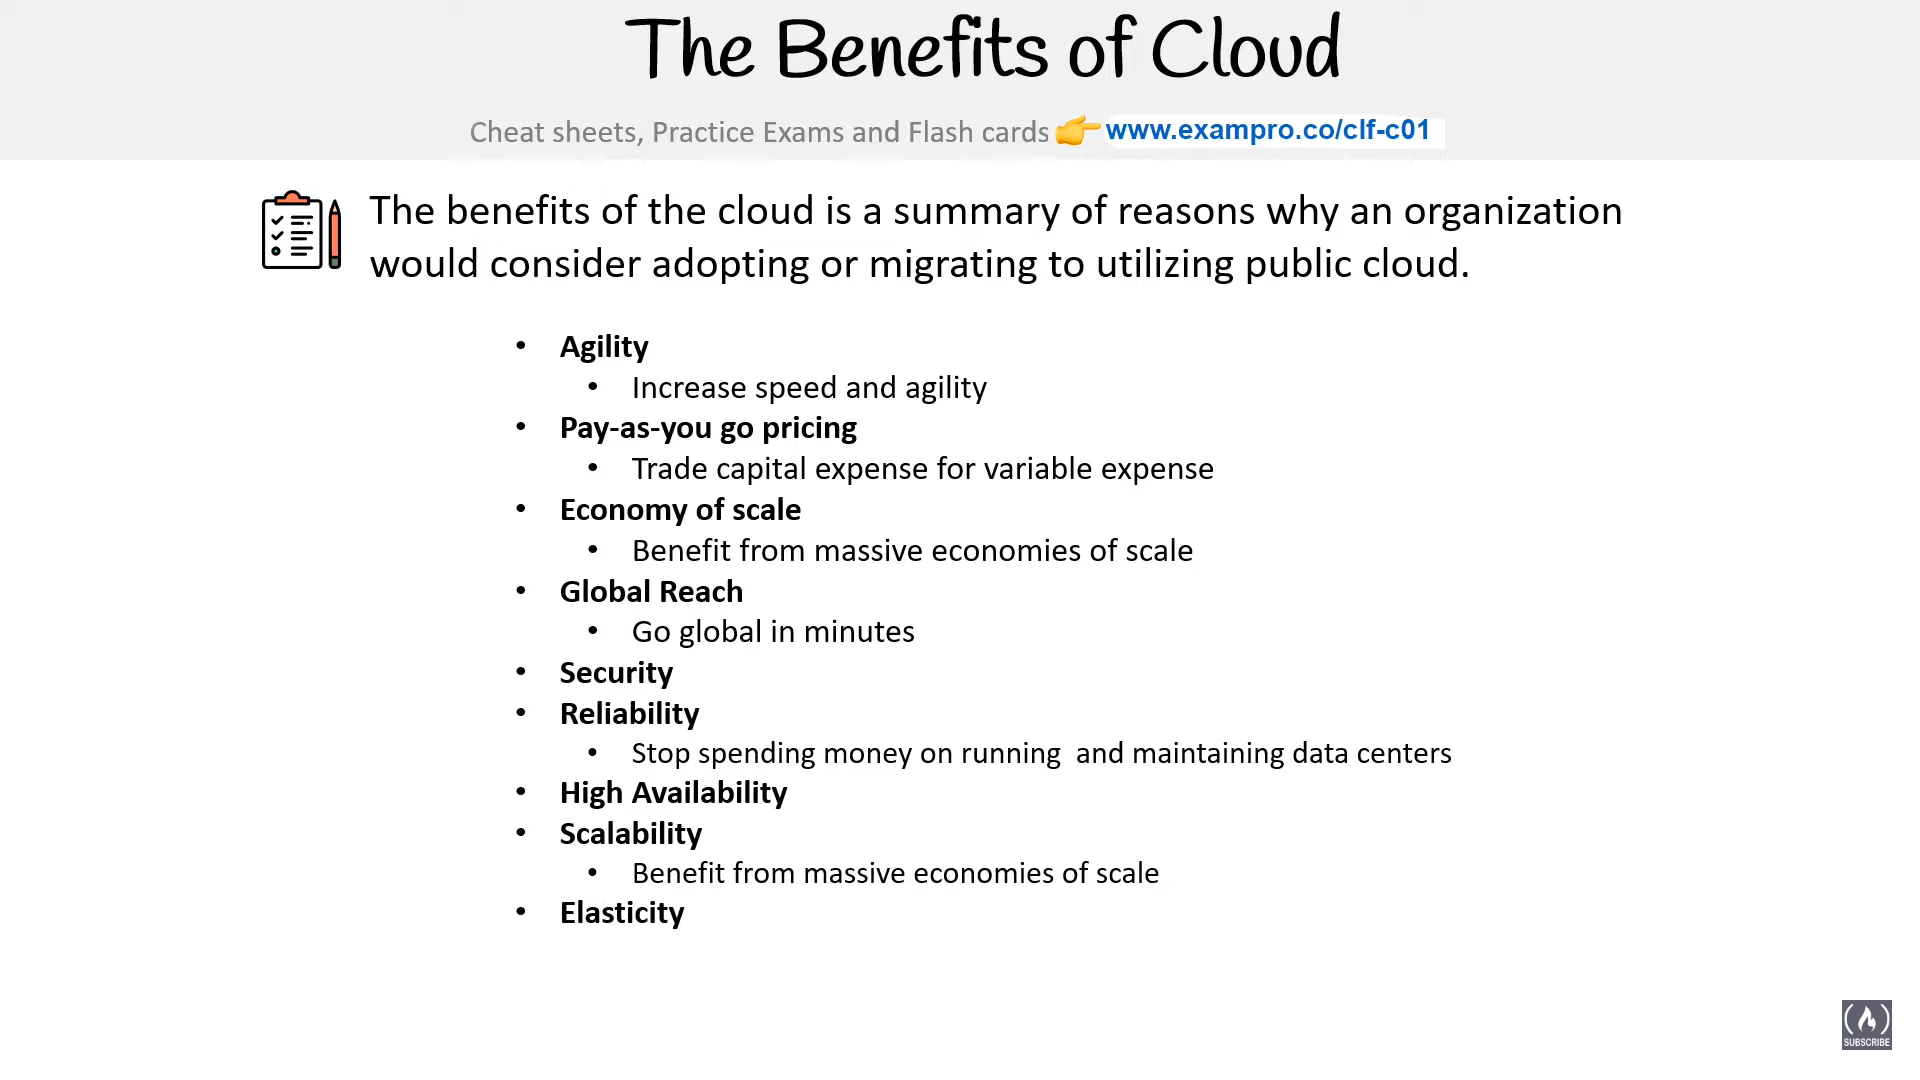 The Benefits of Cloud
Cheat sheets, Practice Exams and Flash cards 👉 www.exampro.co/clf-c01
The benefits of the cloud is a summary of reasons why an organization
would consider adopting or migrating to utilizing public cloud.
• Agility
• Increase speed and agility
• Pay-as-you go pricing
• Trade capital expense for variable expense
• Economy of scale
• Benefit from massive economies of scale
• Global Reach
• Go global in minutes
• Security
• Reliability
• Stop spending money on running  and maintaining data centers
• High Availability
• Scalability
• Benefit from massive economies of scale
• Elasticity
SUBSCRIBE